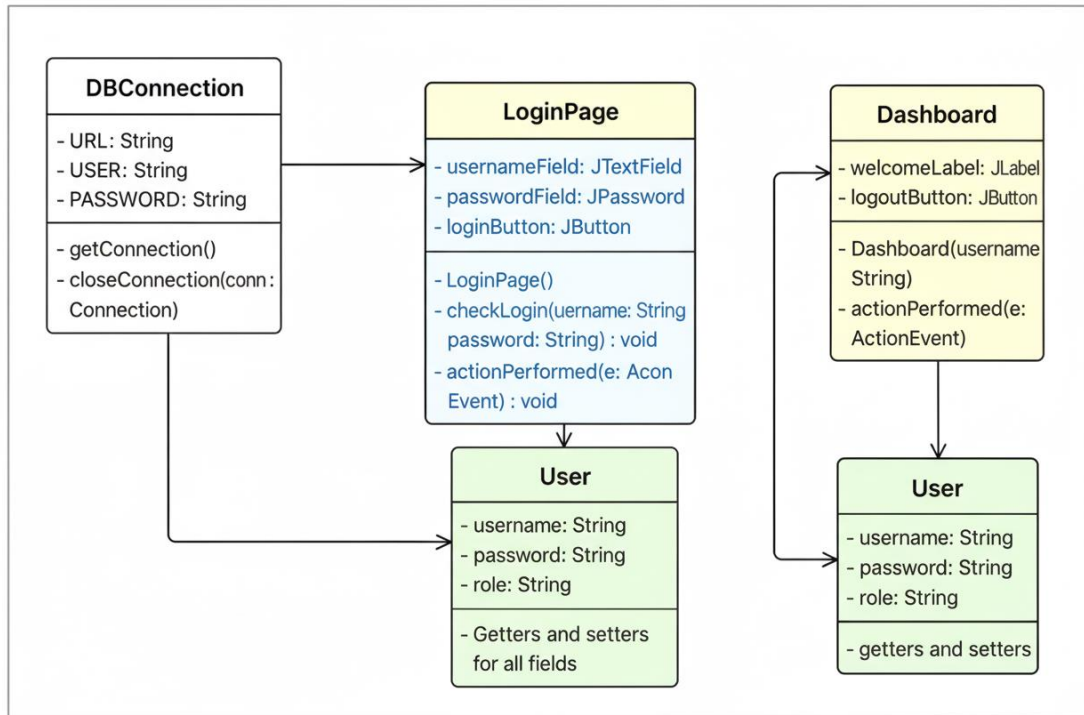 DBConnection
- URL: String
- USER: String
- PASSWORD: String
- getConnection()
- closeConnection(conn:
Connection)
LoginPage
- usernameField: JTextField
- passwordField: JPassword
- loginButton: JButton
- LoginPage()
- checkLogin(uername: String
password: String) : void
- actionPerformed(e: Acon
Event) : void
User
- username: String
- password: String
- role: String
- Getters and setters
for all fields
Dashboard
- welcomeLabel: JLabel
- logoutButton: JButton
- Dashboard(username
String)
- actionPerformed(e:
ActionEvent)
User
- username: String
- password: String
- role: String
- getters and setters